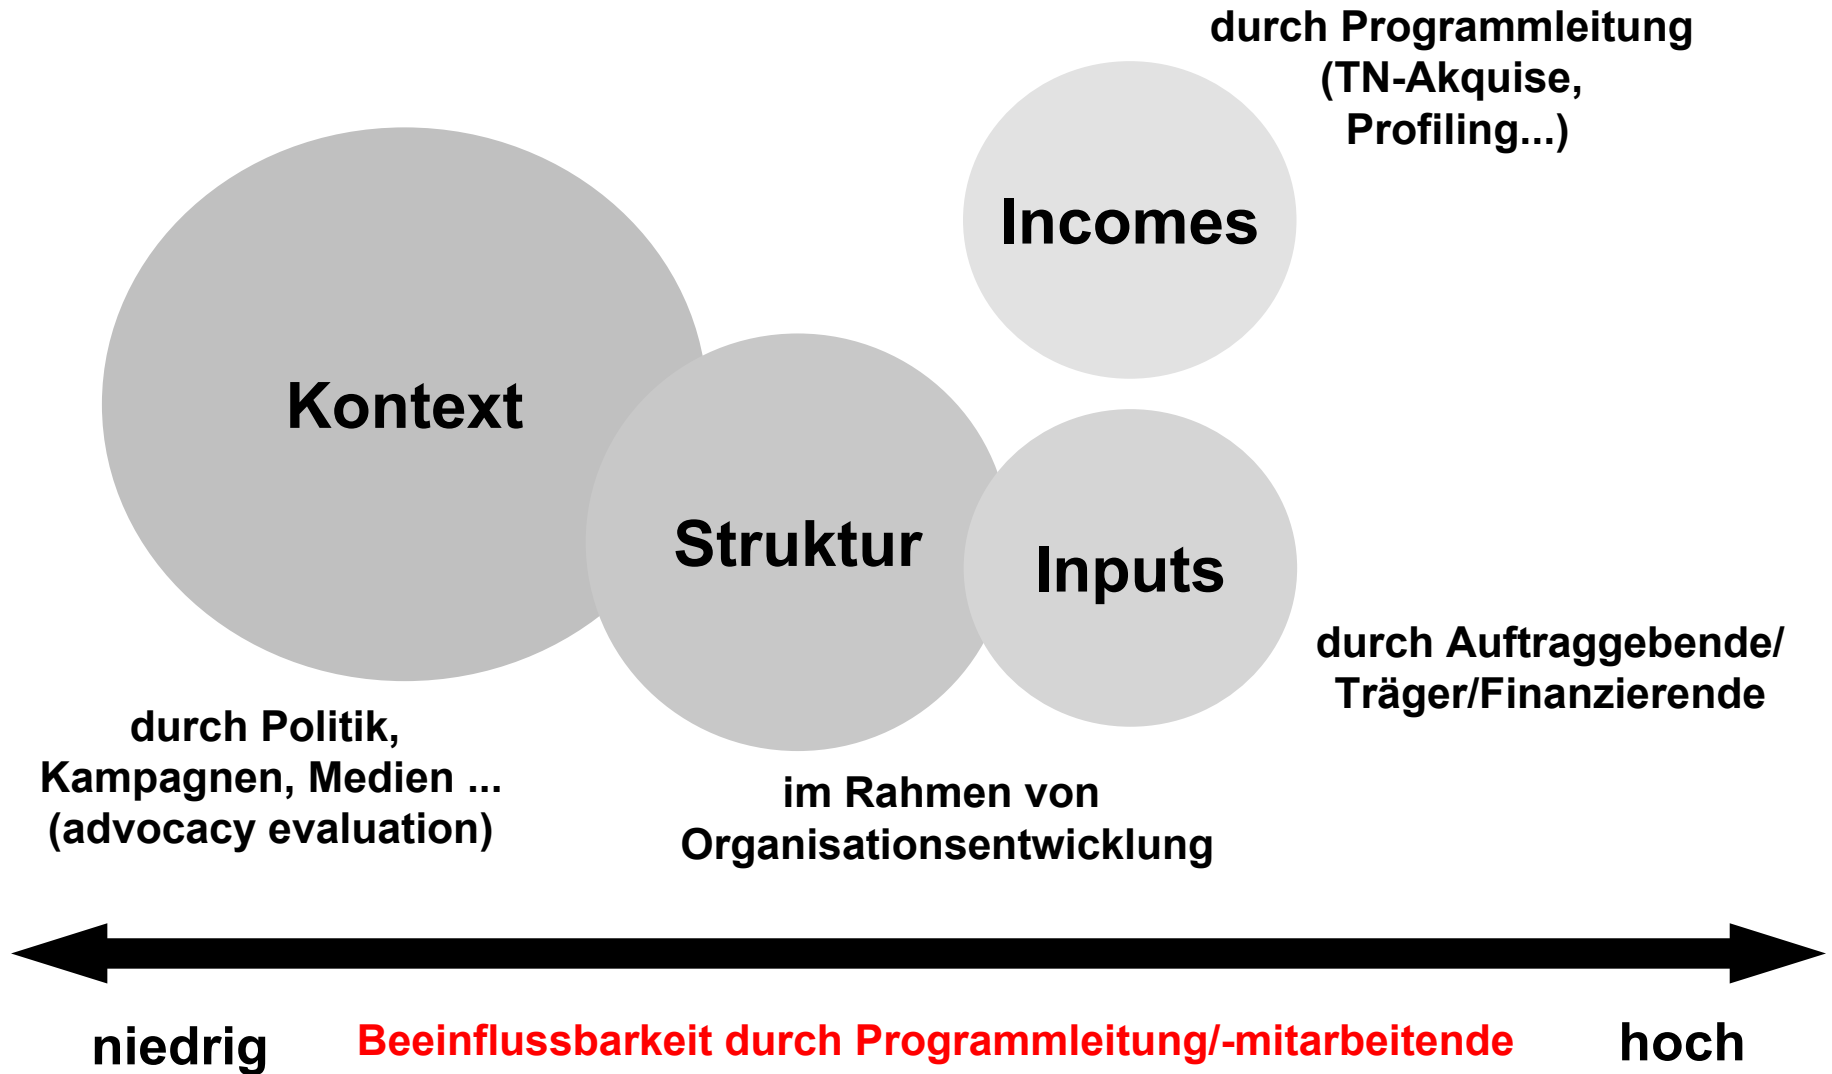 durch Programmleitung
(TN-Akquise,
Profiling...)
Incomes
Kontext
Struktur
Inputs
durch Auftraggebende/
Träger/Finanzierende
durch Politik,
Kampagnen, Medien ...
(advocacy evaluation)
im Rahmen von
Organisationsentwicklung
niedrig
Beeinflussbarkeit durch Programmleitung/-mitarbeitende
hoch